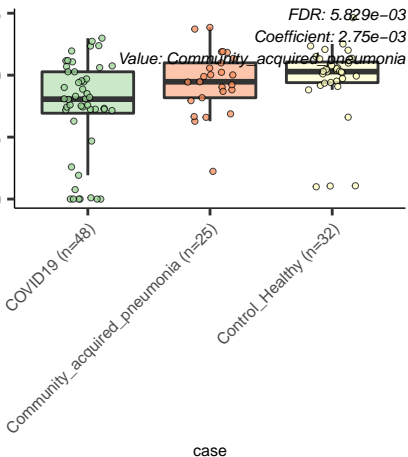 FDR: 5.829e−03
Coefficient: 2.75e−03
Value: Community_acquired_pneumonia
COVID19 (n=48)
Community_acquired_pneumonia (n=25)
Control_Healthy (n=32)
case